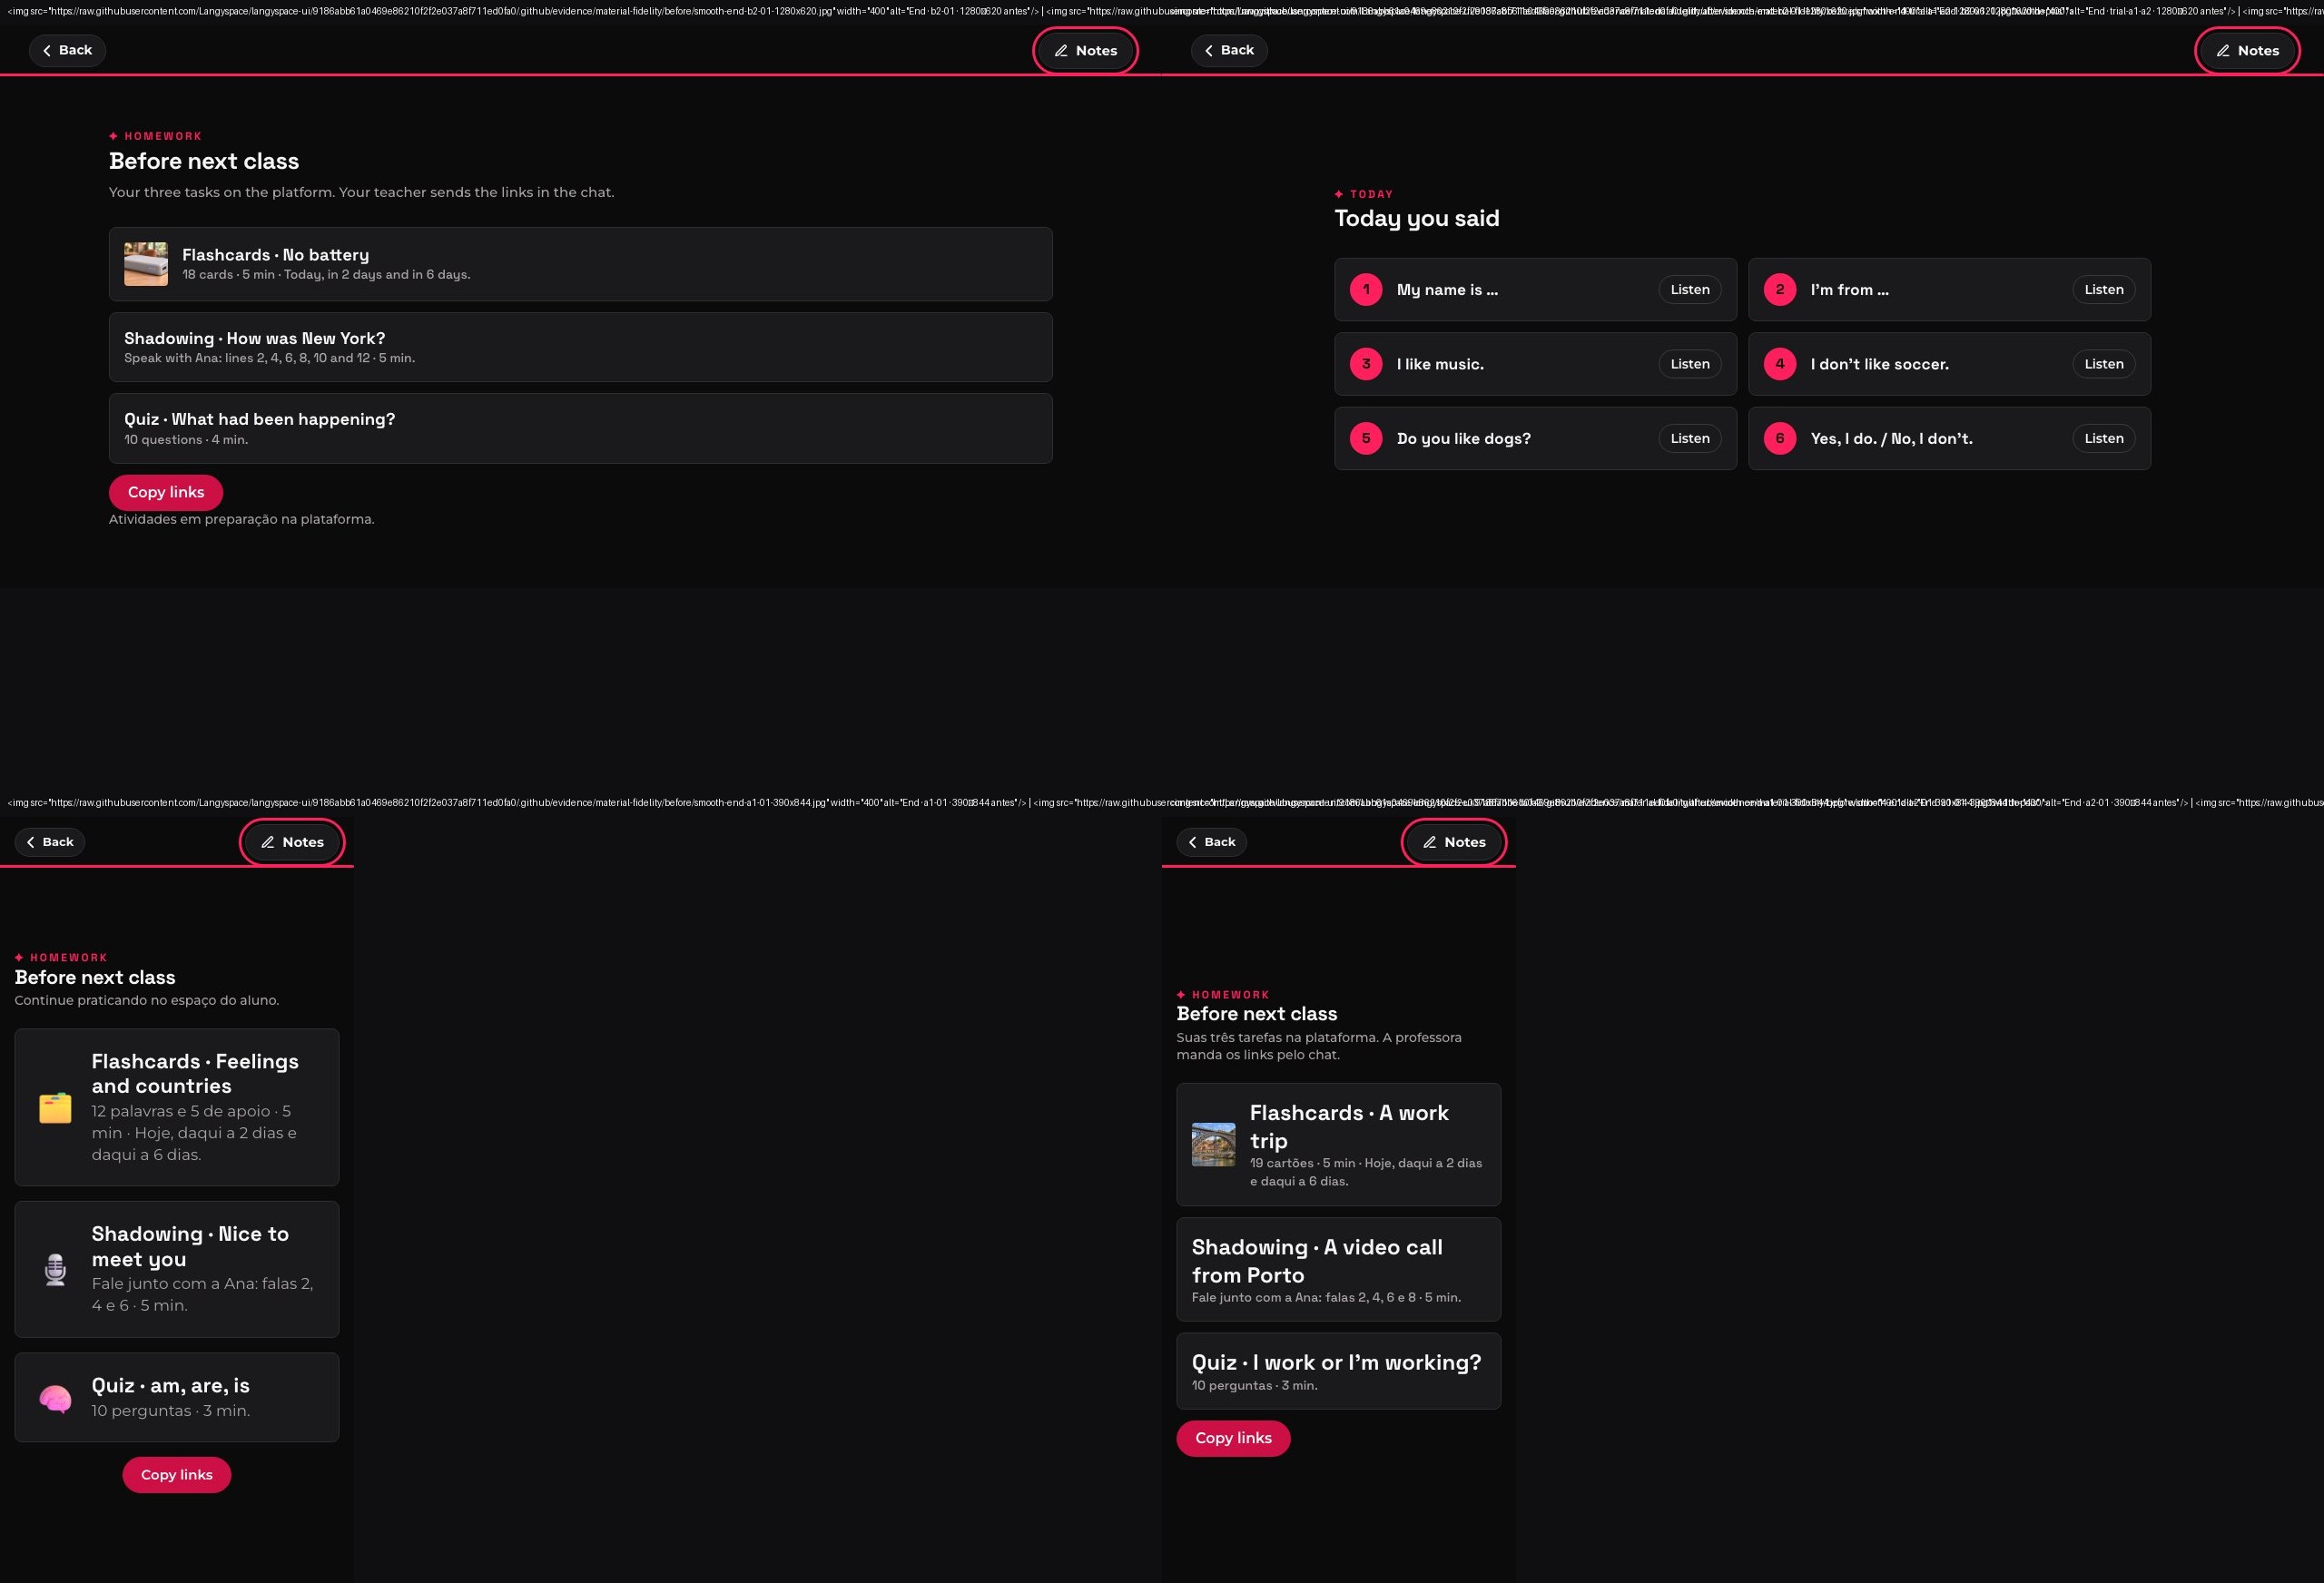 Back
Notes
HOMEWORK
Before next class
Your three tasks on the platform. Your teacher sends the links in the chat.
Flashcards · No battery
18 cards · 5 min · Today, in 2 days and in 6 days.
Shadowing · How was New York?
Speak with Ana: lines 2, 4, 6, 8, 10 and 12 · 5 min.
Quiz · What had been happening?
10 questions · 4 min.
Copy links
Atividades em preparação na plataforma.
Back
Notes
TODAY
Today you said
1 My name is ... Listen
2 I'm from ... Listen
3 I like music. Listen
4 I don't like soccer. Listen
5 Do you like dogs? Listen
6 Yes, I do. / No, I don't. Listen
Back
Notes
HOMEWORK
Before next class
Continue praticando no espaço do aluno.
Flashcards · Feelings
and countries
12 palavras e 5 de apoio · 5
min · Hoje, daqui a 2 dias e
daqui a 6 dias.
Shadowing · Nice to
meet you
Fale junto com a Ana: falas 2,
4 e 6 · 5 min.
Quiz · am, are, is
10 perguntas · 3 min.
Copy links
Back
Notes
HOMEWORK
Before next class
Suas três tarefas na plataforma. A professora
manda os links pelo chat.
Flashcards · A work
trip
19 cartões · 5 min · Hoje, daqui a 2 dias
e daqui a 6 dias.
Shadowing · A video call
from Porto
Fale junto com a Ana: falas 2, 4, 6 e 8 · 5 min.
Quiz · I work or I'm working?
10 perguntas · 3 min.
Copy links